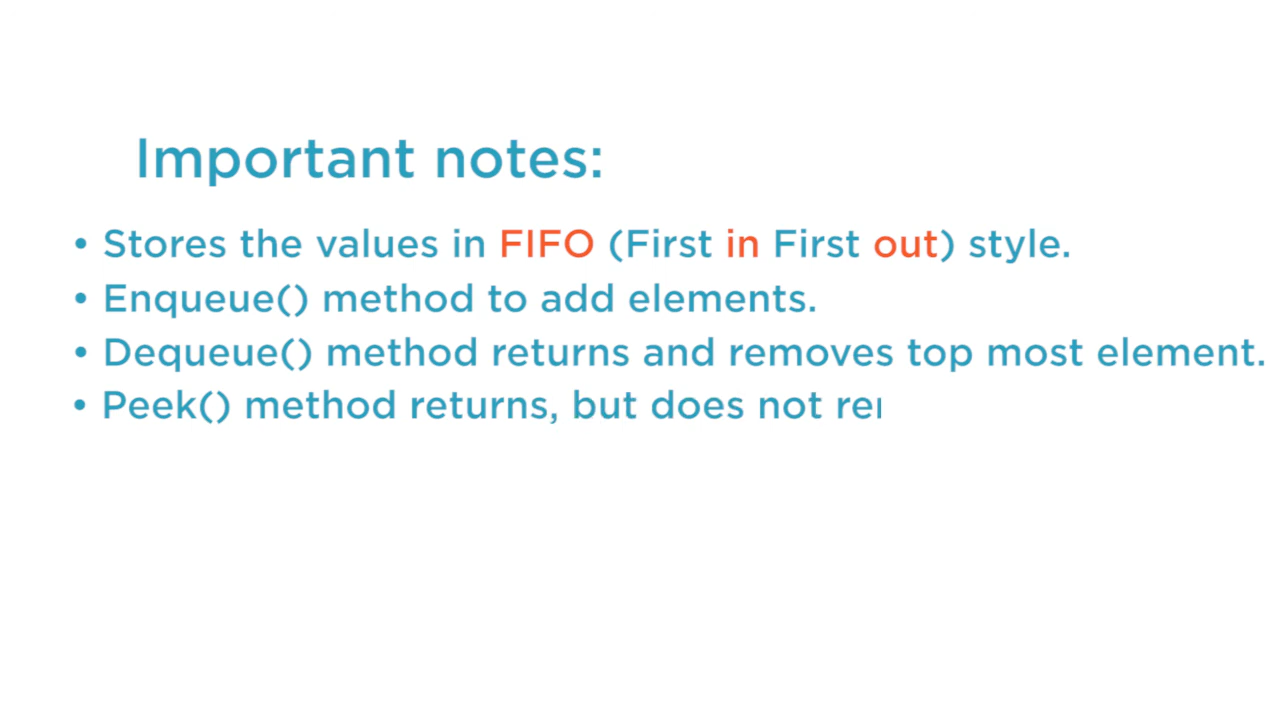 Important notes:
• Stores the values in FIFO (First in First out) style.
• Enqueue() method to add elements.
• Dequeue() method returns and removes top most element.
• Peek() method returns, but does not